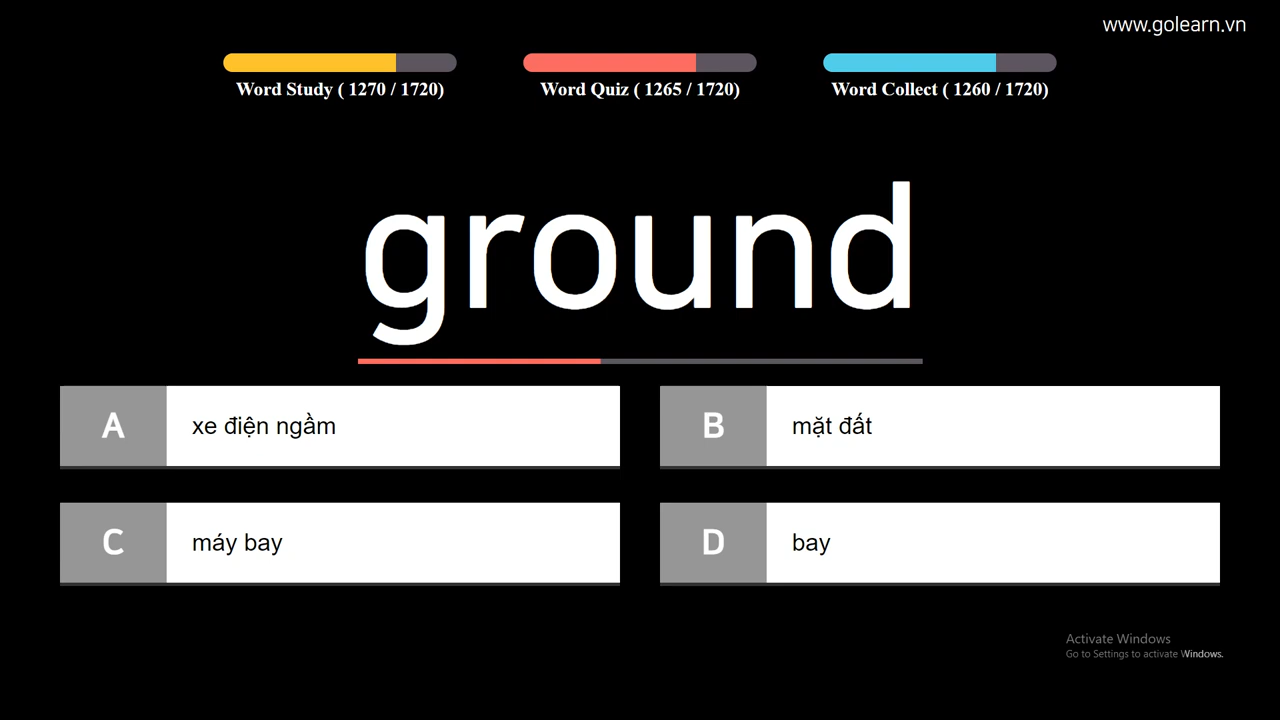 www.golearn.vn
Word Study ( 1270 / 1720)
Word Quiz ( 1265 / 1720)
Word Collect ( 1260 / 1720)
ground
A xe điện ngầm
B mặt đất
C máy bay
D bay
Activate Windows
Go to Settings to activate Windows.